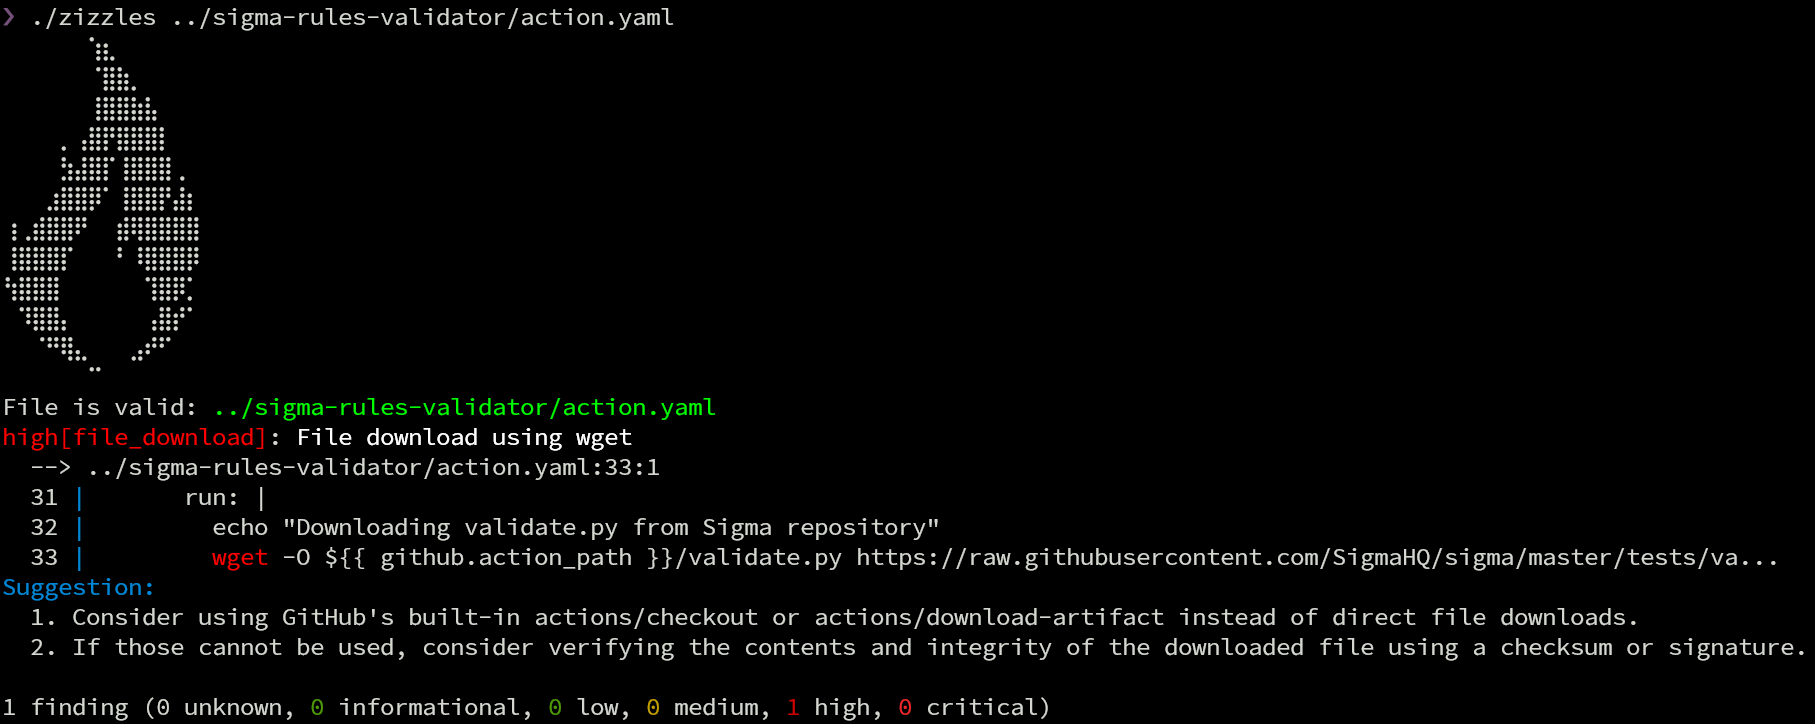 ❯ ./zizzles ../sigma-rules-validator/action.yaml
File is valid: ../sigma-rules-validator/action.yaml
high[file_download]: File download using wget
  --> ../sigma-rules-validator/action.yaml:33:1
  31 |       run: |
  32 |         echo "Downloading validate.py from Sigma repository"
  33 |         wget -O ${{ github.action_path }}/validate.py https://raw.githubusercontent.com/SigmaHQ/sigma/master/tests/va...
Suggestion:
  1. Consider using GitHub's built-in actions/checkout or actions/download-artifact instead of direct file downloads.
  2. If those cannot be used, consider verifying the contents and integrity of the downloaded file using a checksum or signature.
1 finding (0 unknown, 0 informational, 0 low, 0 medium, 1 high, 0 critical)